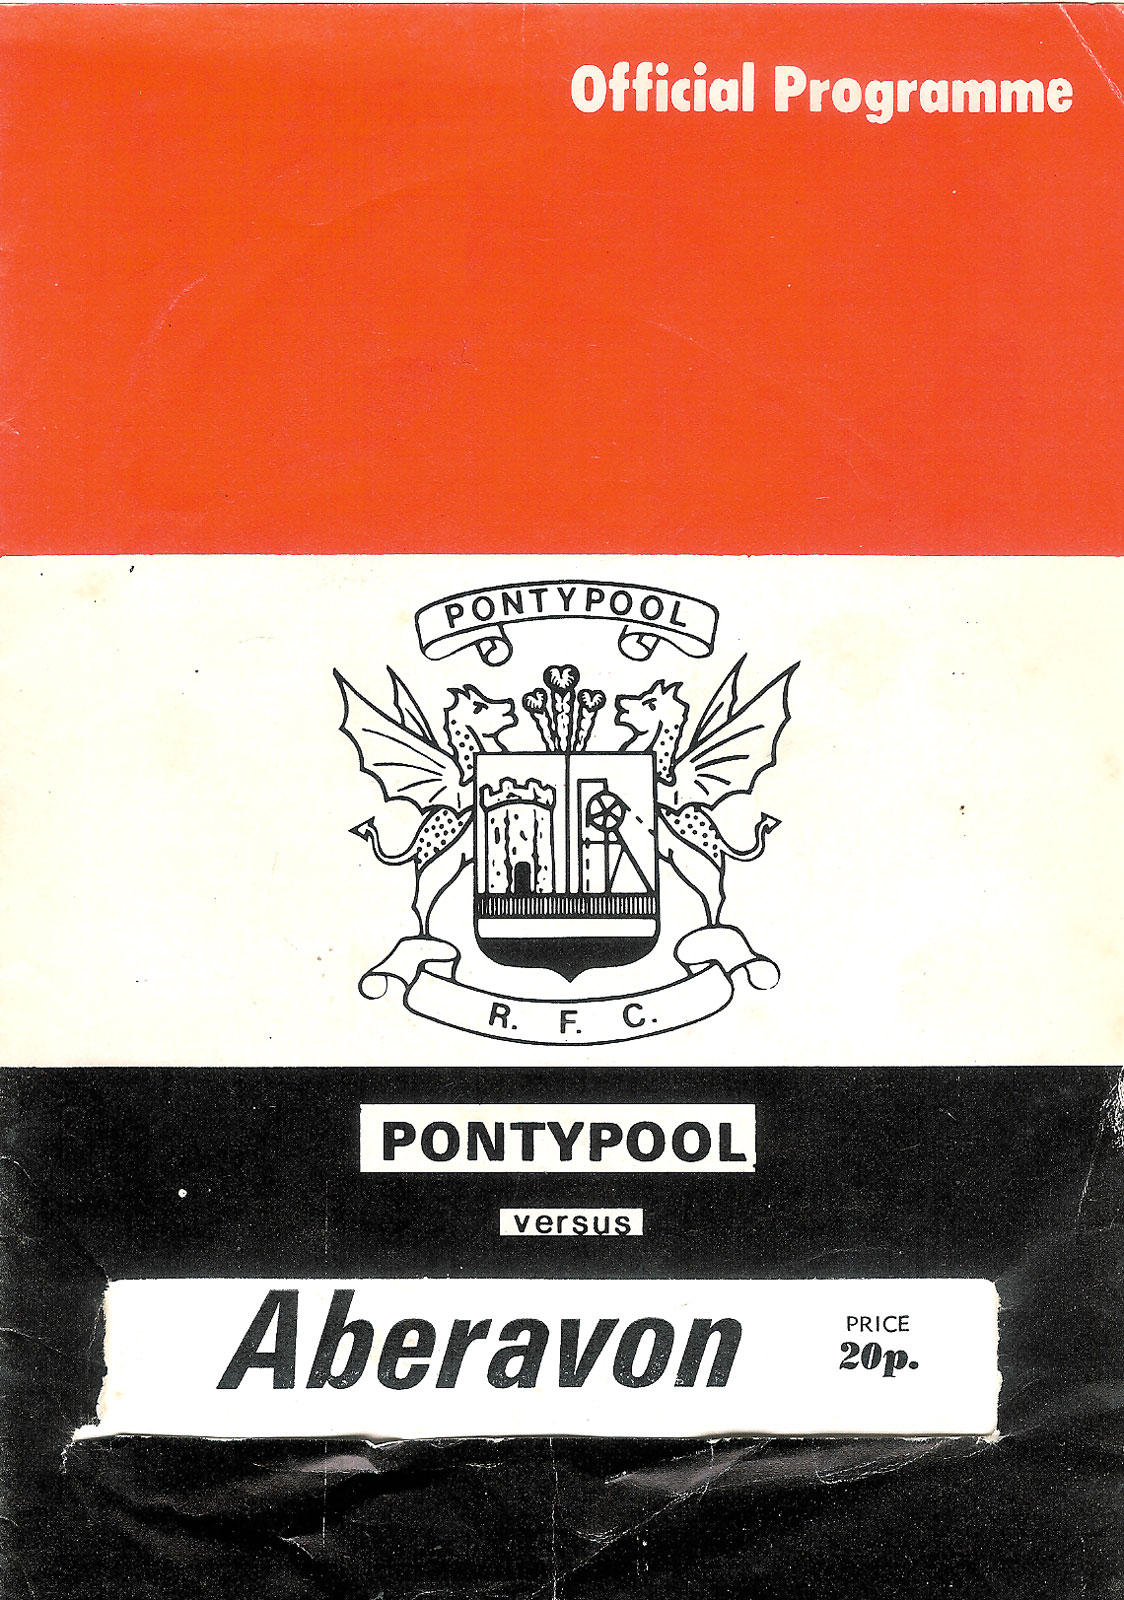 Official Programme
PONTYPOOL
R. F. C.
PONTYPOOL
versus
Aberavon
PRICE
20p.